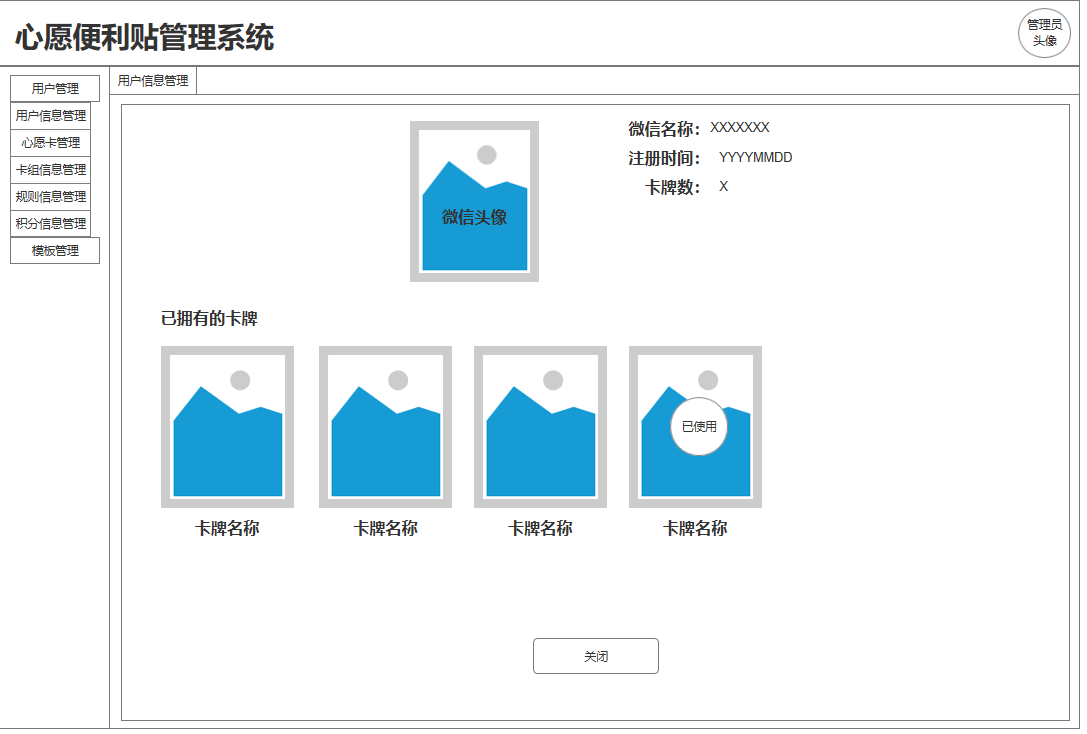 心愿便利贴管理系统
管理员
头像
用户管理
用户信息管理
心愿卡管理
卡组信息管理
规则信息管理
积分信息管理
模板管理
用户信息管理
微信头像
微信名称： XXXXXXX
注册时间： YYYYMMDD
卡牌数： X
已拥有的卡牌
已使用
卡牌名称 卡牌名称 卡牌名称 卡牌名称
关闭